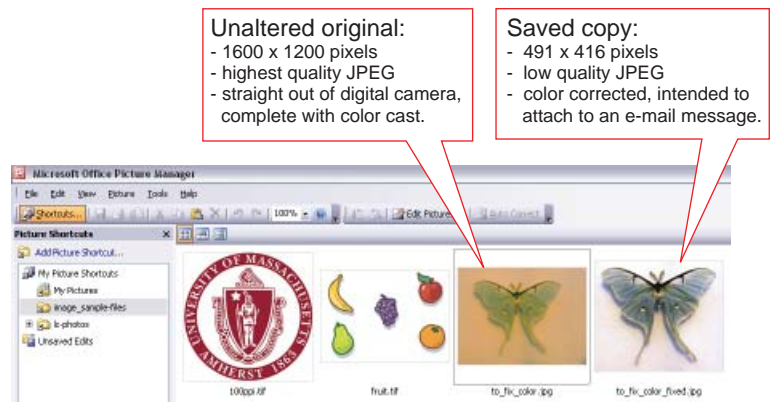 Unaltered original:
- 1600 x 1200 pixels
- highest quality JPEG
- straight out of digital camera,
complete with color cast.
Saved copy:
- 491 x 416 pixels
- low quality JPEG
- color corrected, intended to
attach to an e-mail message.
Microsoft Office Picture Manager
File Edit View Picture Tools Help
Shortcuts... 100% Edit Picture Auto Correct
Picture Shortcuts
Add Picture Shortcut...
My Picture Shortcuts
My Pictures
image_sample-files
lc-photos
Unsaved Edits
UNIVERSITY OF MASSACHUSETTS
AMHERST 1863
100ppi.tif
fruit.tif
to_fix_color.jpg
to_fix_color_fixed.jpg